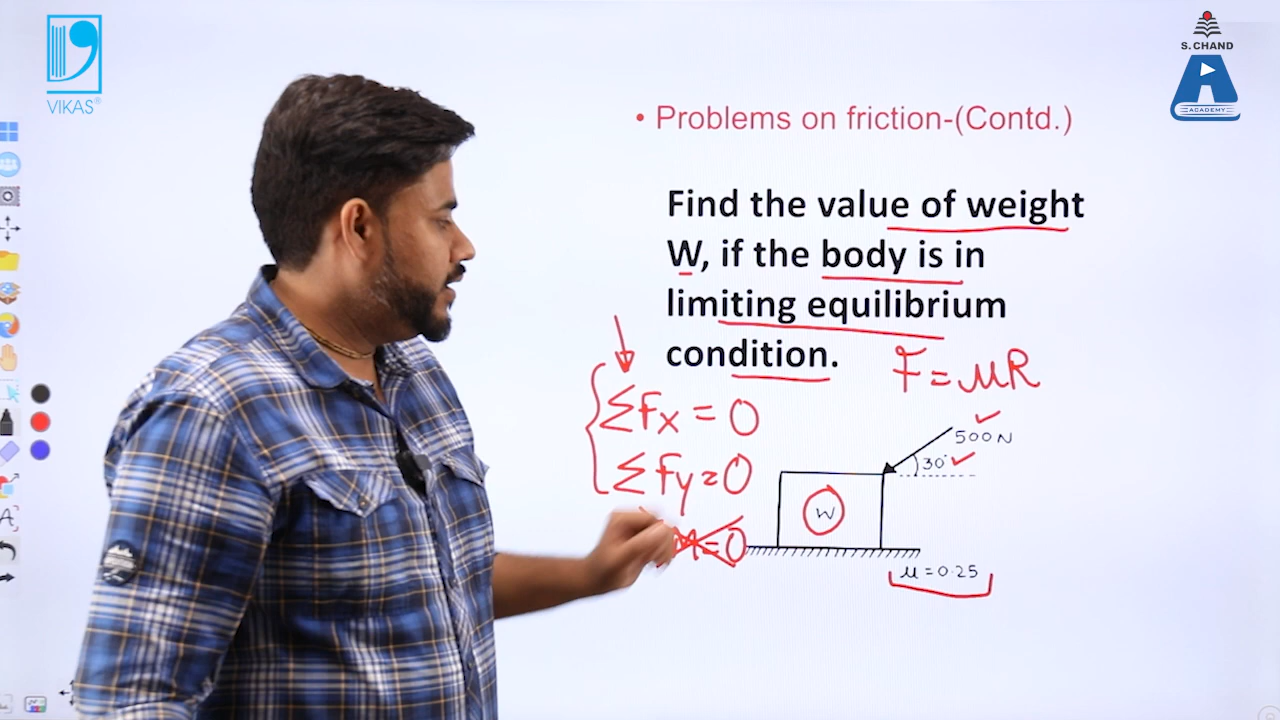 VIKAS®
S. CHAND
ACADEMY
• Problems on friction-(Contd.)
Find the value of weight
W, if the body is in
limiting equilibrium
condition.
F = μR
ΣFx = 0
ΣFy = 0
M = 0
500N
30°
W
μ = 0.25